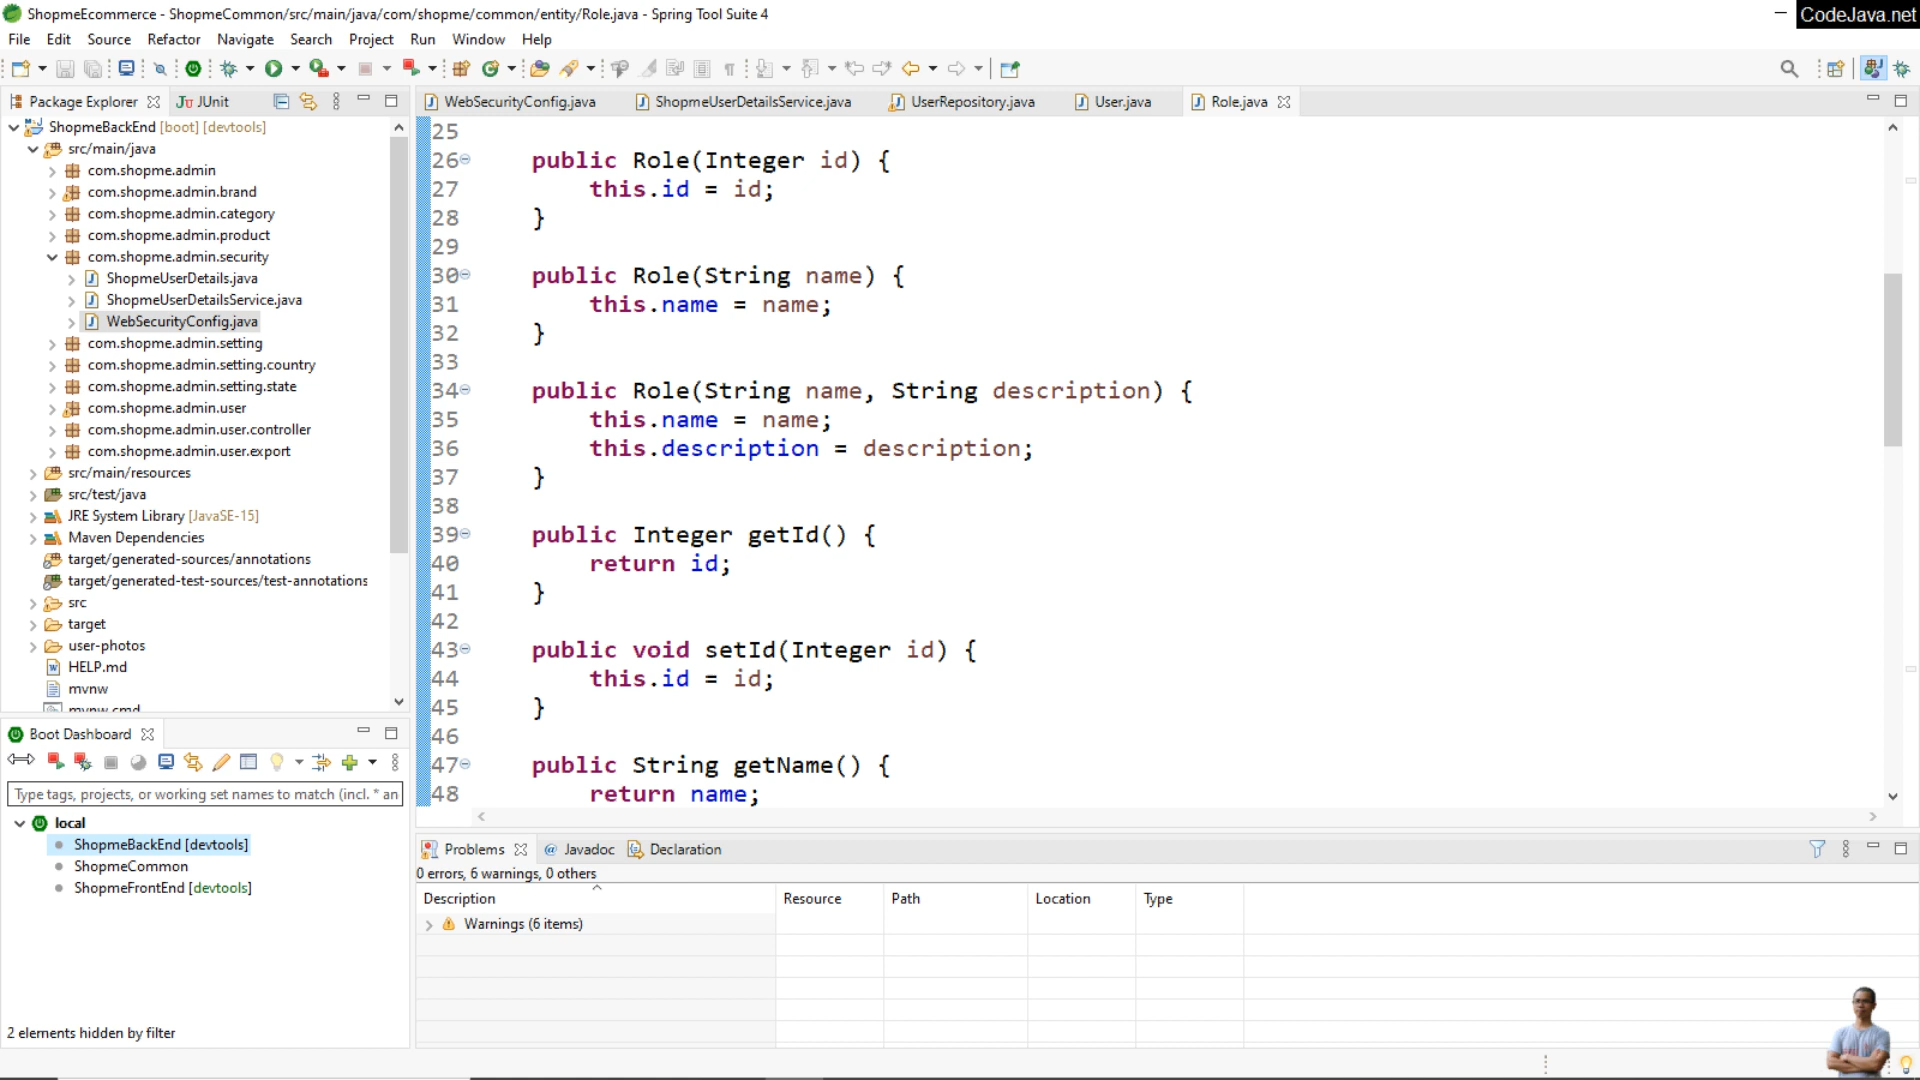 ShopmeEcommerce - ShopmeCommon/src/main/java/com/shopme/common/entity/Role.java - Spring Tool Suite 4
CodeJava.net
File Edit Source Refactor Navigate Search Project Run Window Help
Package Explorer JUnit
WebSecurityConfig.java ShopmeUserDetailsService.java UserRepository.java User.java Role.java
ShopmeBackEnd [boot] [devtools]
src/main/java
com.shopme.admin
com.shopme.admin.brand
com.shopme.admin.category
com.shopme.admin.product
com.shopme.admin.security
ShopmeUserDetails.java
ShopmeUserDetailsService.java
WebSecurityConfig.java
com.shopme.admin.setting
com.shopme.admin.setting.country
com.shopme.admin.setting.state
com.shopme.admin.user
com.shopme.admin.user.controller
com.shopme.admin.user.export
src/main/resources
src/test/java
JRE System Library [JavaSE-15]
Maven Dependencies
target/generated-sources/annotations
target/generated-test-sources/test-annotations
src
target
user-photos
HELP.md
mvnw
mvnw.cmd
25
26 public Role(Integer id) {
27 this.id = id;
28 }
29
30 public Role(String name) {
31 this.name = name;
32 }
33
34 public Role(String name, String description) {
35 this.name = name;
36 this.description = description;
37 }
38
39 public Integer getId() {
40 return id;
41 }
42
43 public void setId(Integer id) {
44 this.id = id;
45 }
46
47 public String getName() {
48 return name;
Boot Dashboard
Type tags, projects, or working set names to match (incl. * an
local
ShopmeBackEnd [devtools]
ShopmeCommon
ShopmeFrontEnd [devtools]
2 elements hidden by filter
Problems @ Javadoc Declaration
0 errors, 6 warnings, 0 others
Description Resource Path Location Type
Warnings (6 items)